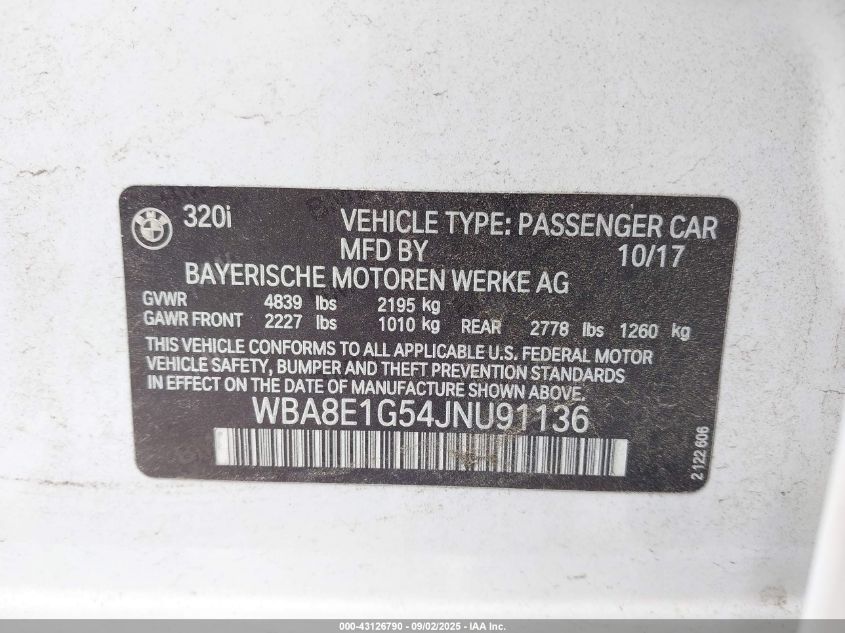 BMW
320i VEHICLE TYPE: PASSENGER CAR
MFD BY 10/17
BAYERISCHE MOTOREN WERKE AG
GVWR 4839 lbs 2195 kg
GAWR FRONT 2227 lbs 1010 kg REAR 2778 lbs 1260 kg
THIS VEHICLE CONFORMS TO ALL APPLICABLE U.S. FEDERAL MOTOR
VEHICLE SAFETY, BUMPER AND THEFT PREVENTION STANDARDS
IN EFFECT ON THE DATE OF MANUFACTURE SHOWN ABOVE.
WBA8E1G54JNU91136
2 122 606
000-43126790 - 09/02/2025 - IAA Inc.